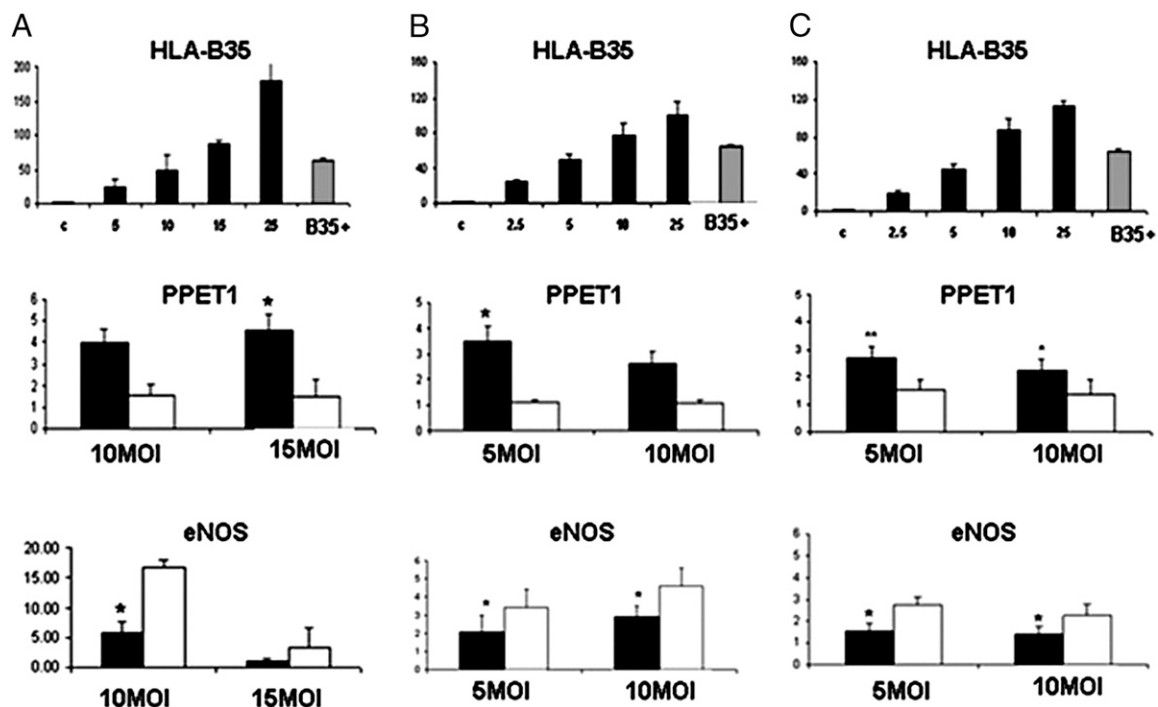 A B C
HLA-B35 HLA-B35 HLA-B35
200 160 160
150 120 120
100 80 80
50 40 40
0 0 0
c 5 10 15 25 B35+ c 2.5 5 10 25 B35+ c 2.5 5 10 25 B35+
PPET1 PPET1 PPET1
6 5 5
5 4 4
4 3 3
3 2 2
2 1 1
1 0 0
0
10MOI 15MOI 5MOI 10MOI 5MOI 10MOI
* * ** *
eNOS eNOS eNOS
20.00 6 6
15.00 5 5
10.00 4 4
5.00 3 3
0.00 2 2
1 1
0 0
* * * * *
10MOI 15MOI 5MOI 10MOI 5MOI 10MOI